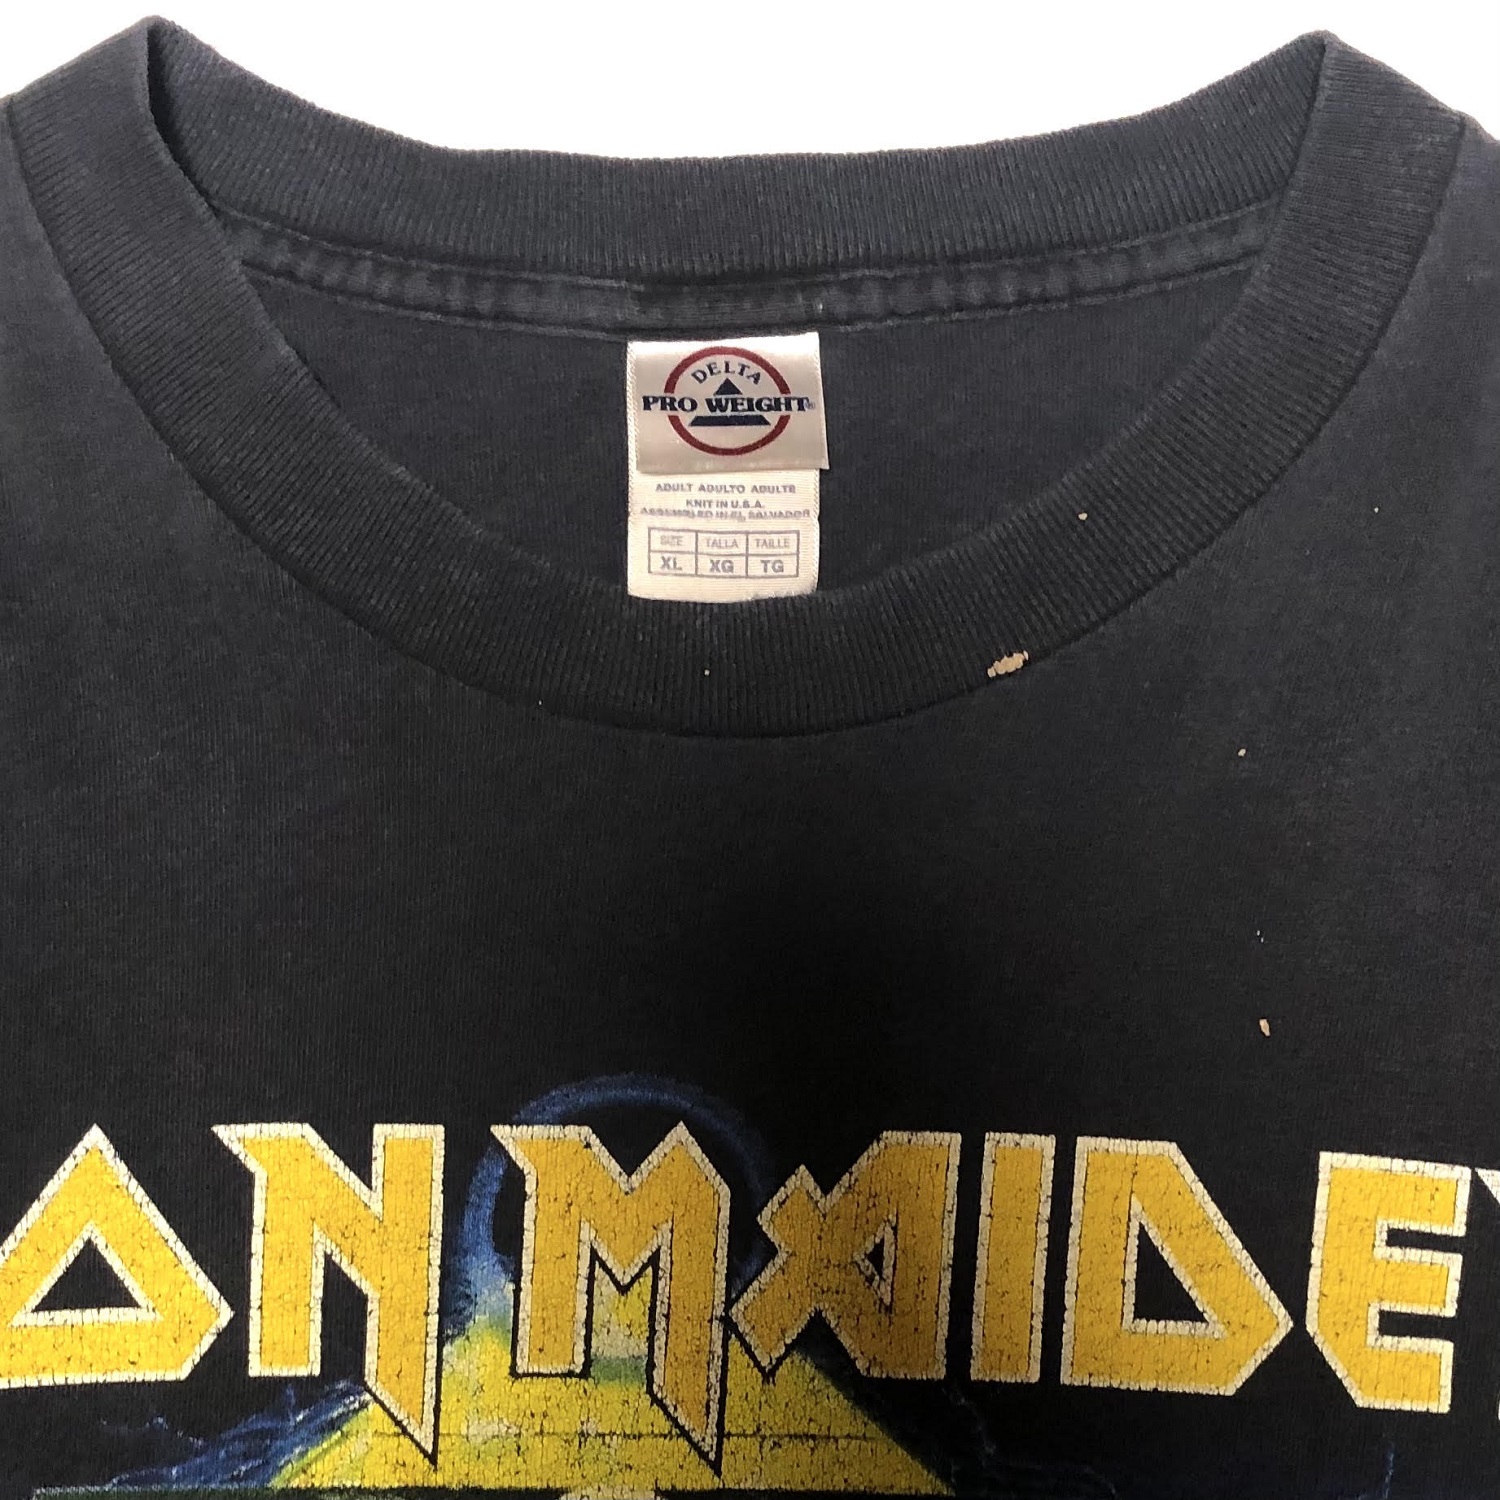 DELTA
PRO WEIGHT®
ADULT ADULTO ADULTE
KNIT IN U.S.A.
ASSEMBLED IN EL SALVADOR
SIZE TALLA TAILLE
XL XG TG
ON MAIDE